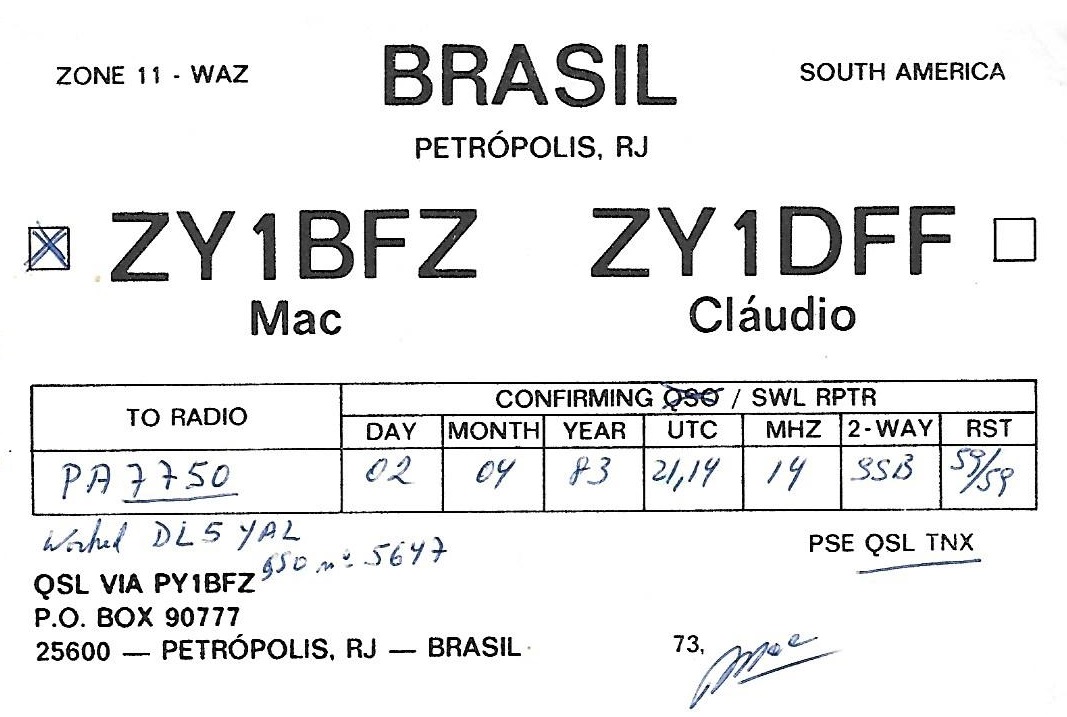 ZONE 11 - WAZ BRASIL SOUTH AMERICA
PETRÓPOLIS, RJ
ZY1BFZ ZY1DFF
Mac Cláudio
TO RADIO CONFIRMING QSO / SWL RPTR
DAY MONTH YEAR UTC MHZ 2-WAY RST
PA7750 02 04 83 21,14 14 SSB 59/59
Worked DL5YAL
QSO nº 5647
PSE QSL TNX
QSL VIA PY1BFZ
P.O. BOX 90777
25600 — PETRÓPOLIS, RJ — BRASIL
73, Mac